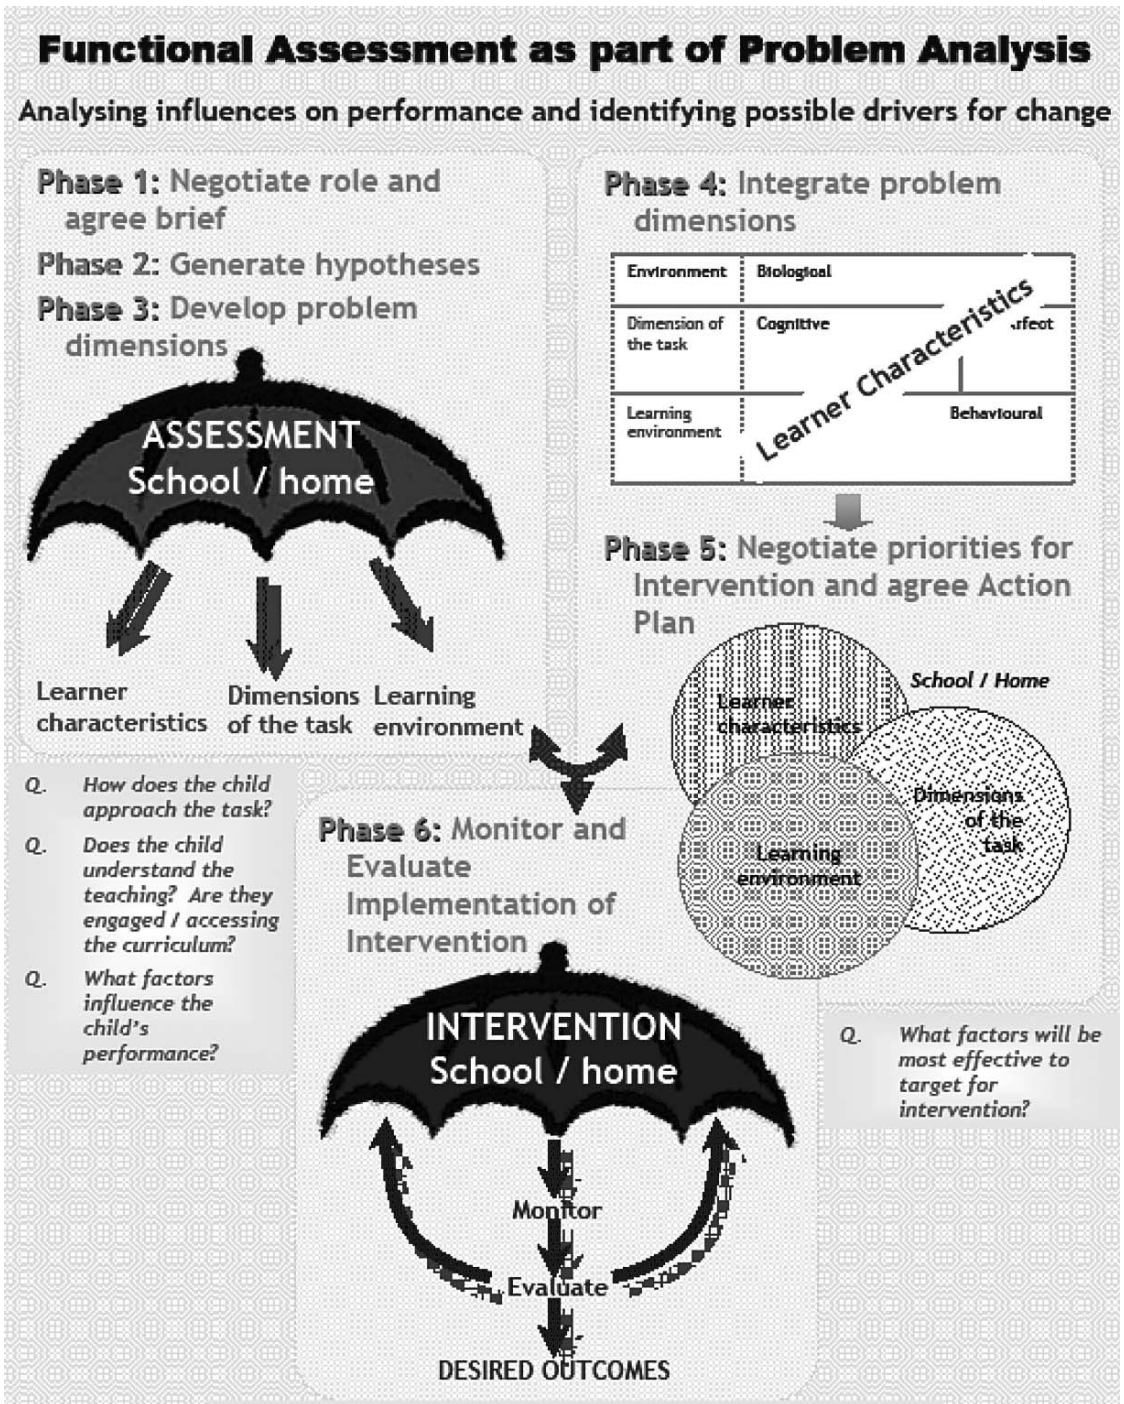 Functional Assessment as part of Problem Analysis
Analysing influences on performance and identifying possible drivers for change
Phase 1: Negotiate role and
agree brief
Phase 2: Generate hypotheses
Phase 3: Develop problem
dimensions
ASSESSMENT
School / home
Learner
characteristics
Dimensions
of the task
Learning
environment
Q. How does the child
approach the task?
Q. Does the child
understand the
teaching? Are they
engaged / accessing
the curriculum?
Q. What factors
influence the
child's
performance?
Phase 4: Integrate problem
dimensions
Environment
Biological
Dimension of
the task
Cognitive
Learning
environment
Behavioural
Learner Characteristics
Phase 5: Negotiate priorities for
Intervention and agree Action
Plan
School / Home
Learner
characteristics
Dimensions
of the
task
Learning
environment
Q. What factors will be
most effective to
target for
intervention?
Phase 6: Monitor and
Evaluate
Implementation of
Intervention
INTERVENTION
School / home
Monitor
Evaluate
DESIRED OUTCOMES